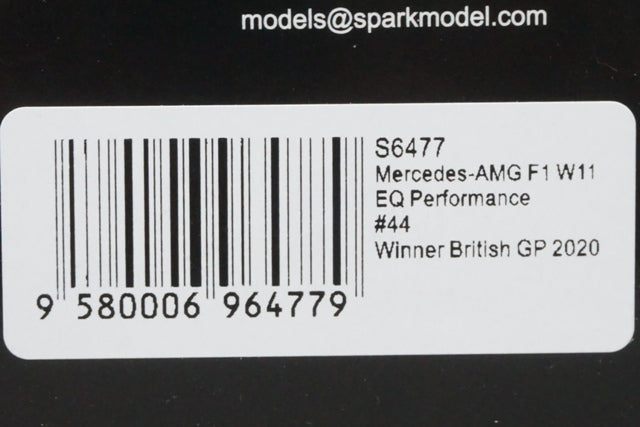 models@sparkmodel.com
S6477
Mercedes-AMG F1 W11
EQ Performance
#44
Winner British GP 2020
9 580006 964779